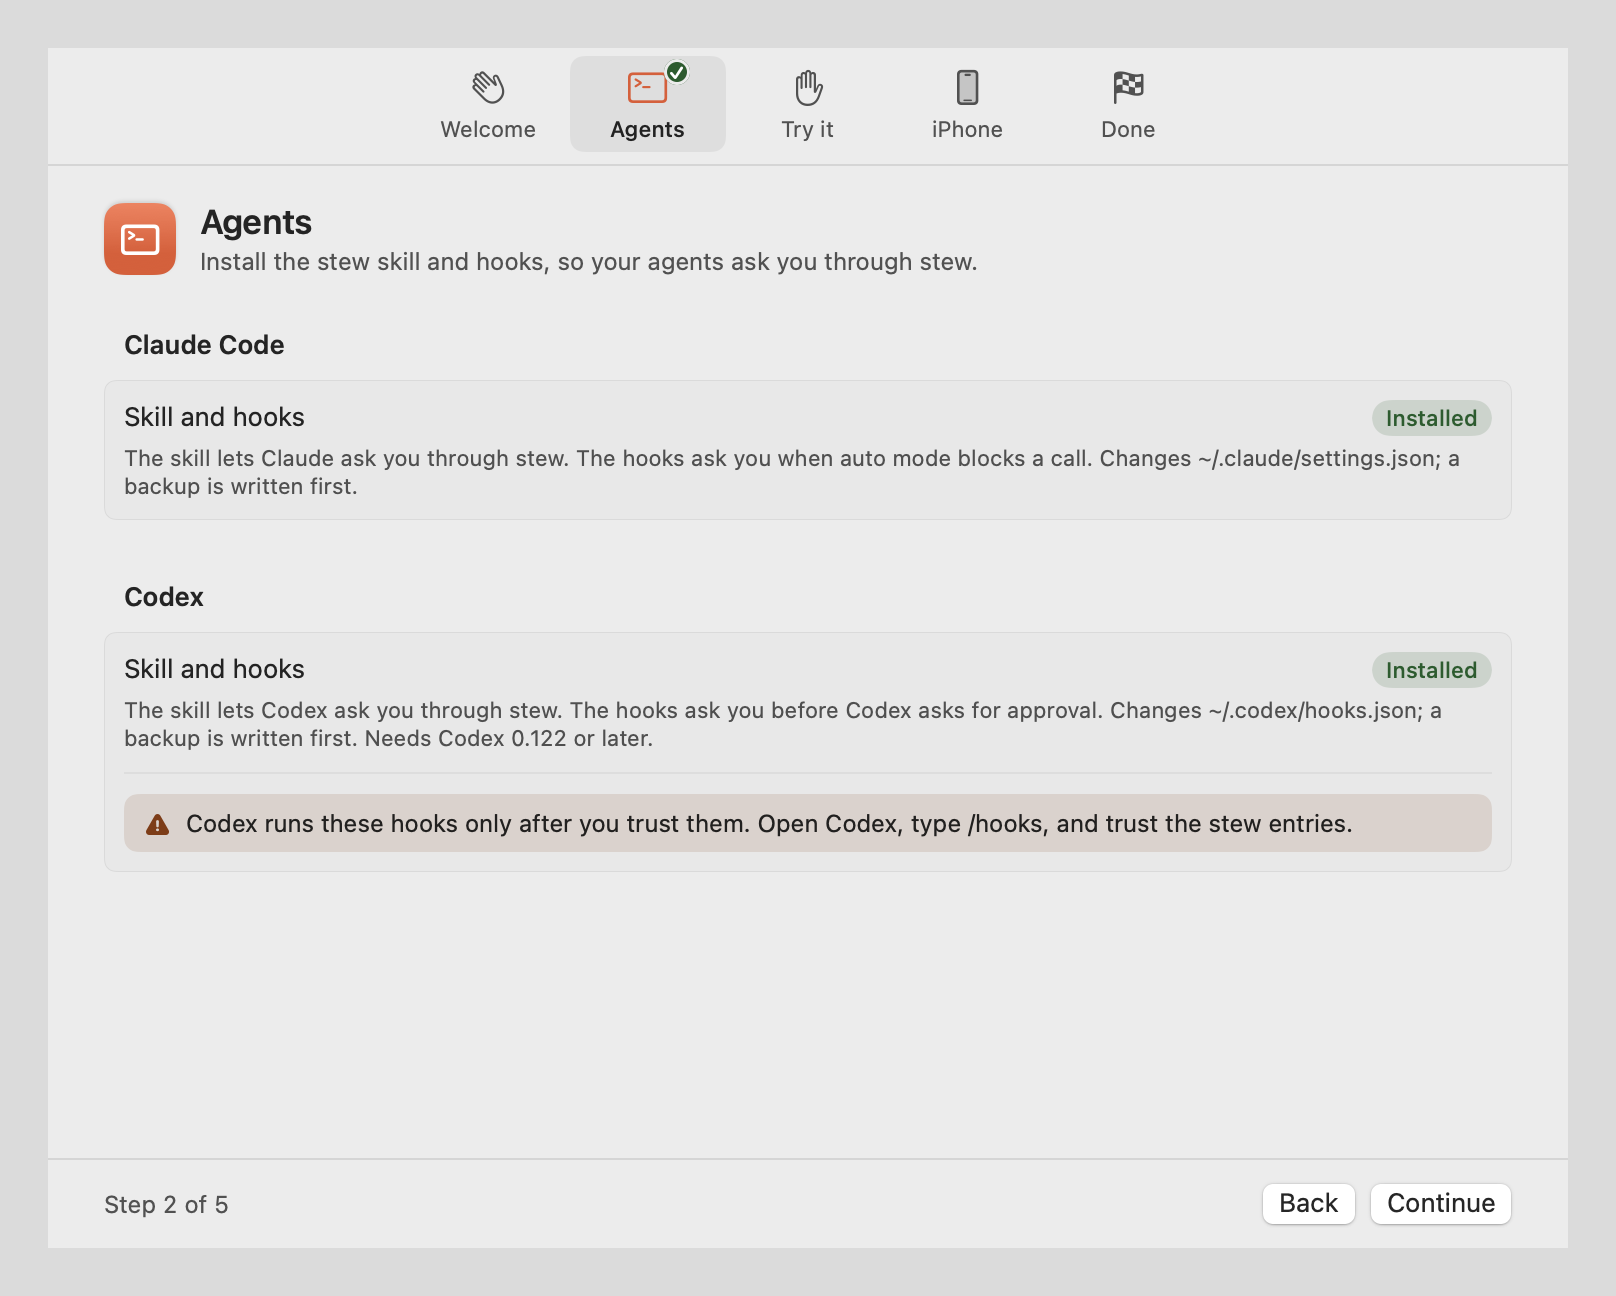 Welcome
Agents
Try it
iPhone
Done
Agents
Install the stew skill and hooks, so your agents ask you through stew.
Claude Code
Skill and hooks
Installed
The skill lets Claude ask you through stew. The hooks ask you when auto mode blocks a call. Changes ~/.claude/settings.json; a
backup is written first.
Codex
Skill and hooks
Installed
The skill lets Codex ask you through stew. The hooks ask you before Codex asks for approval. Changes ~/.codex/hooks.json; a
backup is written first. Needs Codex 0.122 or later.
Codex runs these hooks only after you trust them. Open Codex, type /hooks, and trust the stew entries.
Step 2 of 5
Back
Continue